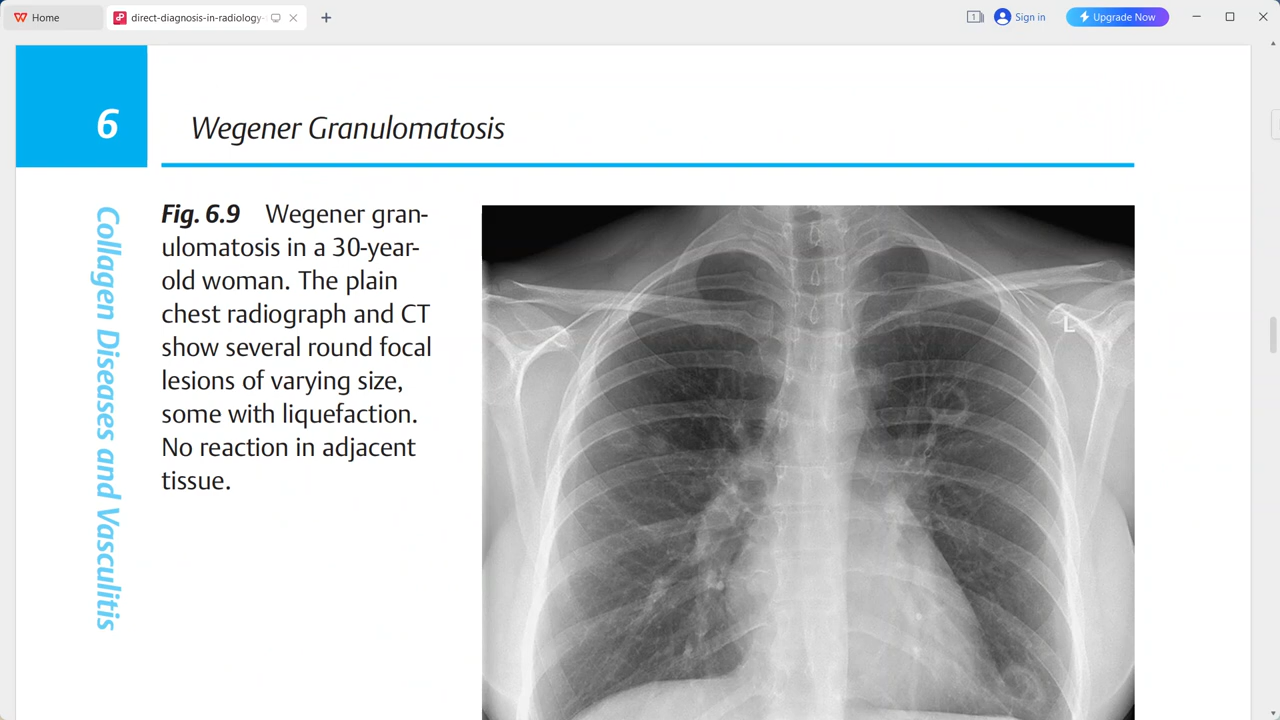 Home
direct-diagnosis-in-radiology-
1
Sign in
Upgrade Now
6
Wegener Granulomatosis
Collagen Diseases and Vasculitis
Fig. 6.9 Wegener gran-
ulomatosis in a 30-year-
old woman. The plain
chest radiograph and CT
show several round focal
lesions of varying size,
some with liquefaction.
No reaction in adjacent
tissue.
L